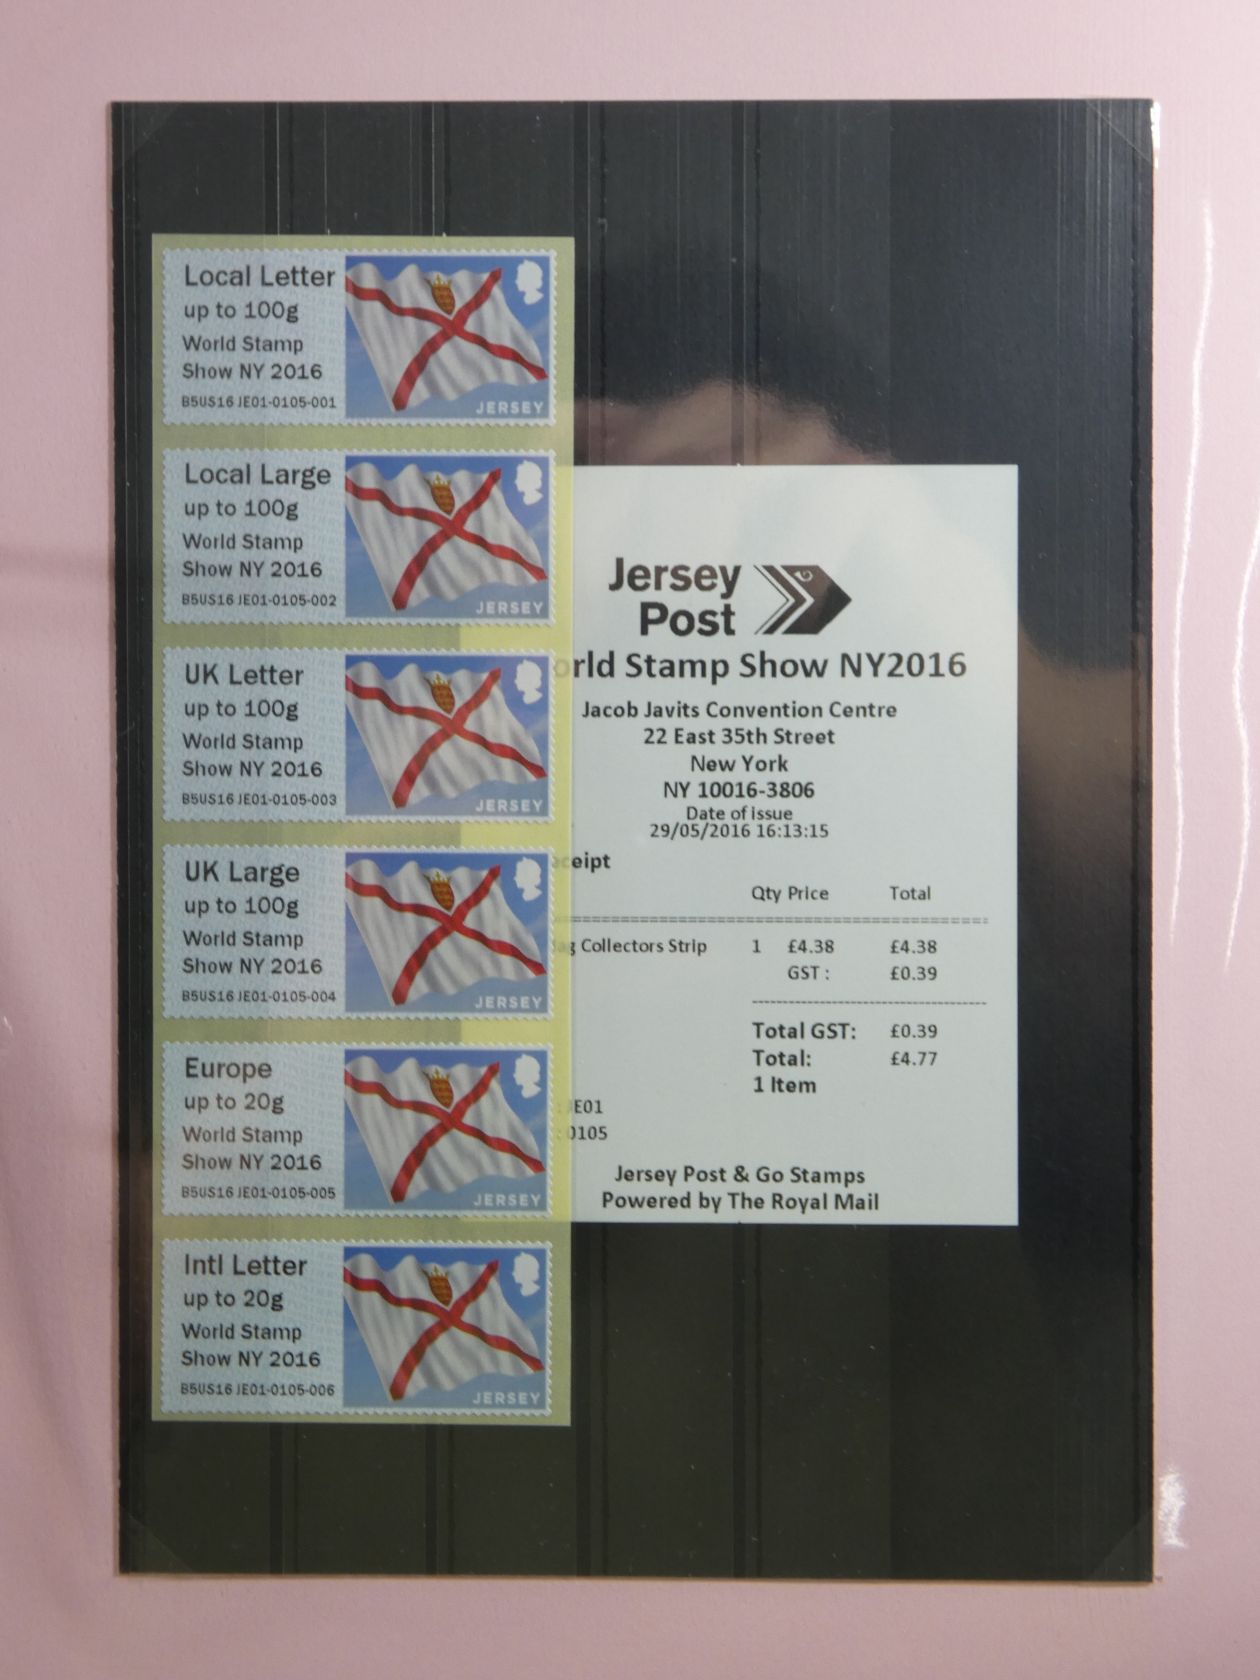 Local Letter
up to 100g
World Stamp
Show NY 2016
B5US16 JE01-0105-001
JERSEY
Local Large
up to 100g
World Stamp
Show NY 2016
B5US16 JE01-0105-002
JERSEY
UK Letter
up to 100g
World Stamp
Show NY 2016
B5US16 JE01-0105-003
JERSEY
UK Large
up to 100g
World Stamp
Show NY 2016
B5US16 JE01-0105-004
JERSEY
Europe
up to 20g
World Stamp
Show NY 2016
B5US16 JE01-0105-005
JERSEY
Intl Letter
up to 20g
World Stamp
Show NY 2016
B5US16 JE01-0105-006
JERSEY
Jersey
Post
orld Stamp Show NY2016
Jacob Javits Convention Centre
22 East 35th Street
New York
NY 10016-3806
Date of issue
29/05/2016 16:13:15
eceipt
Qty Price Total
Collectors Strip 1 £4.38 £4.38
GST : £0.39
Total GST: £0.39
Total: £4.77
1 Item
: JE01
: 0105
Jersey Post & Go Stamps
Powered by The Royal Mail